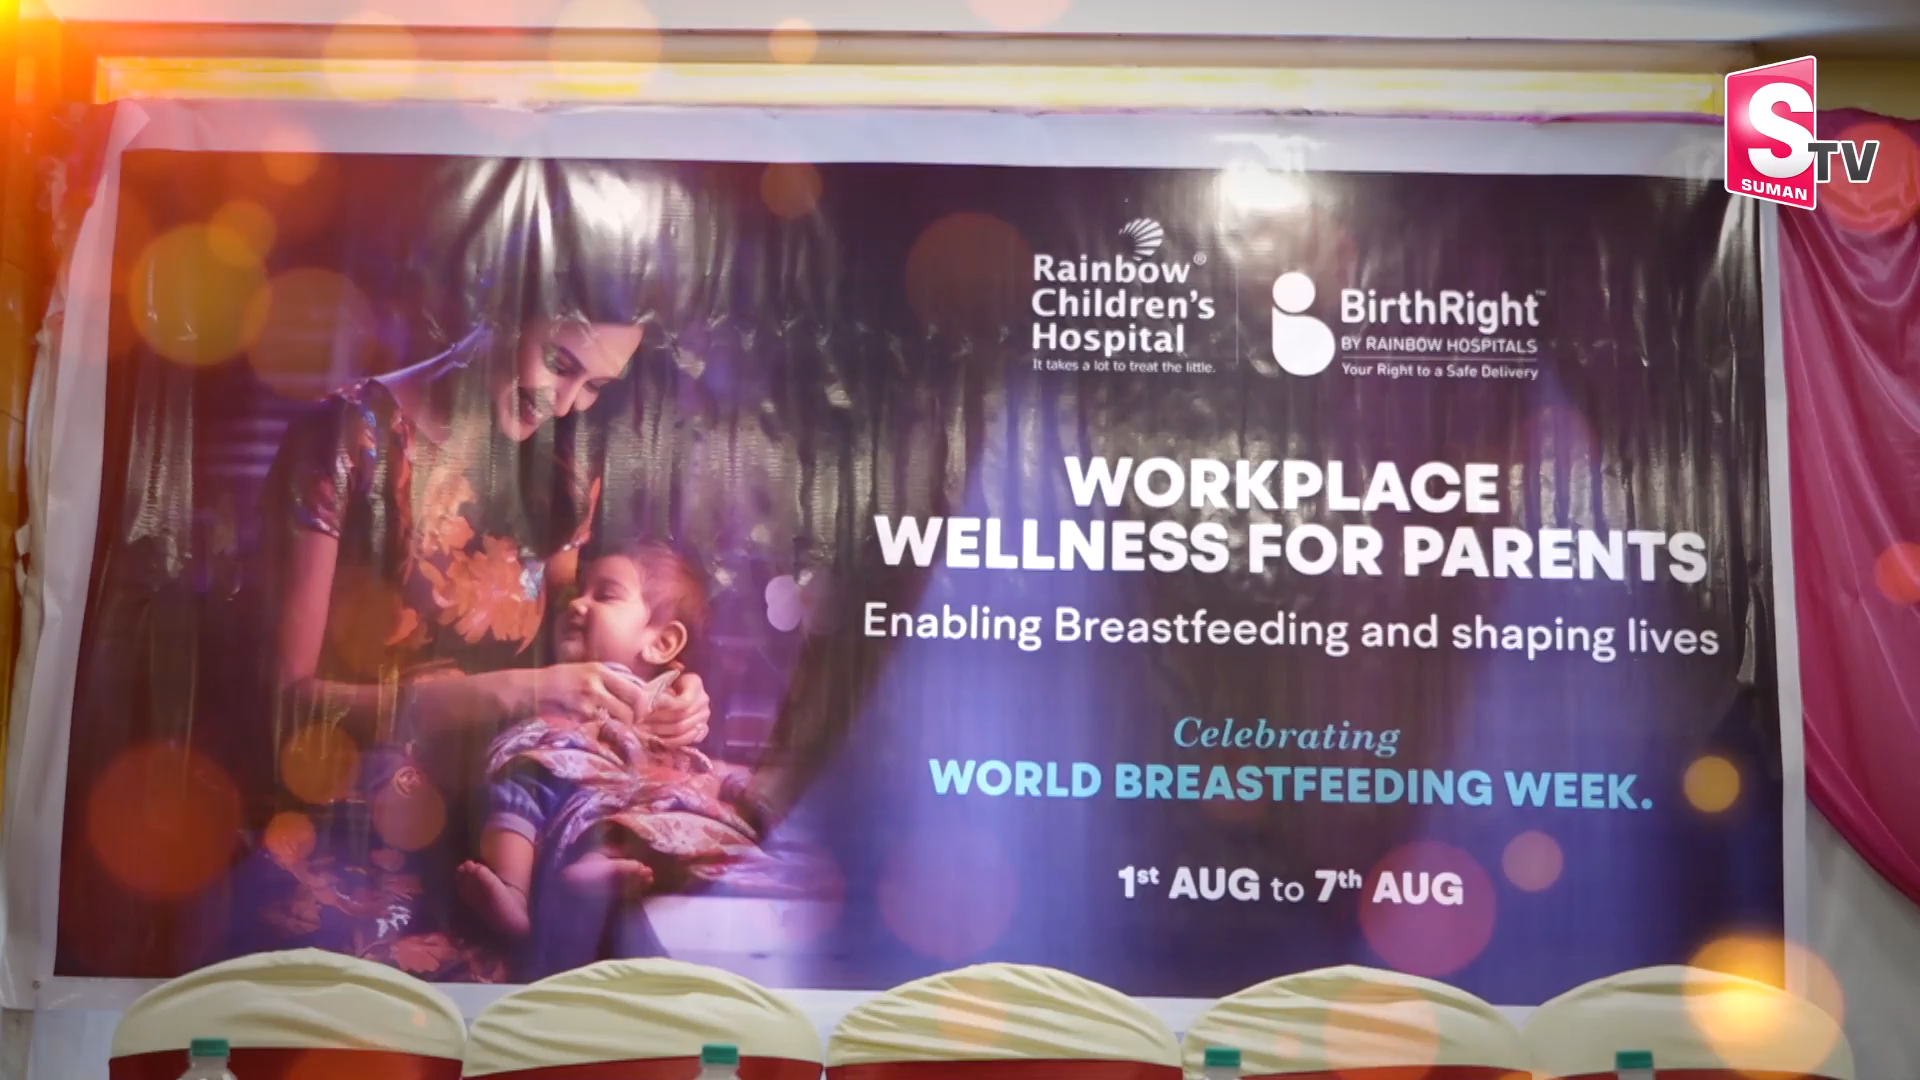 S
TV
SUMAN
Rainbow®
Children's
Hospital
It takes a lot to treat the little.
BirthRight™
BY RAINBOW HOSPITALS
Your Right to a Safe Delivery
WORKPLACE
WELLNESS FOR PARENTS
Enabling Breastfeeding and shaping lives
Celebrating
WORLD BREASTFEEDING WEEK.
1st AUG to 7th AUG